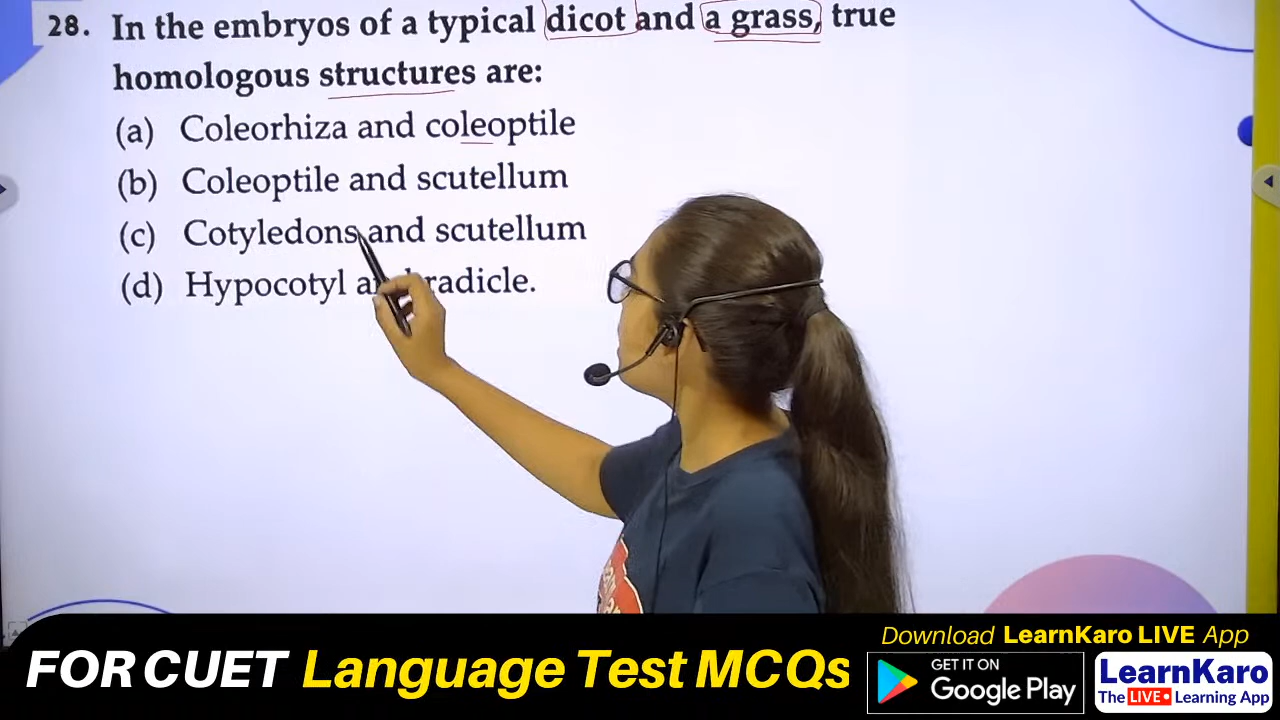 28. In the embryos of a typical dicot and a grass, true
homologous structures are:
(a) Coleorhiza and coleoptile
(b) Coleoptile and scutellum
(c) Cotyledons and scutellum
(d) Hypocotyl and radicle.
FOR CUET Language Test MCQs
Download LearnKaro LIVE App
GET IT ON
Google Play
LearnKaro
The LIVE Learning App